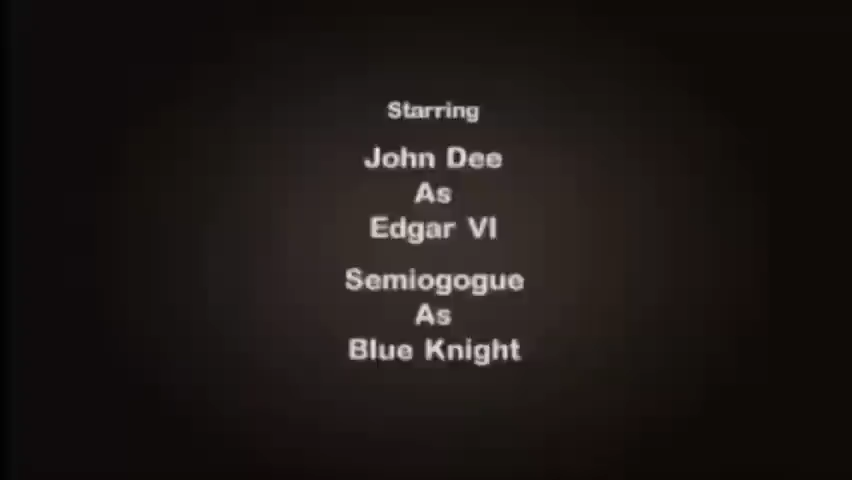 Starring
John Dee
As
Edgar VI
Semiogogue
As
Blue Knight